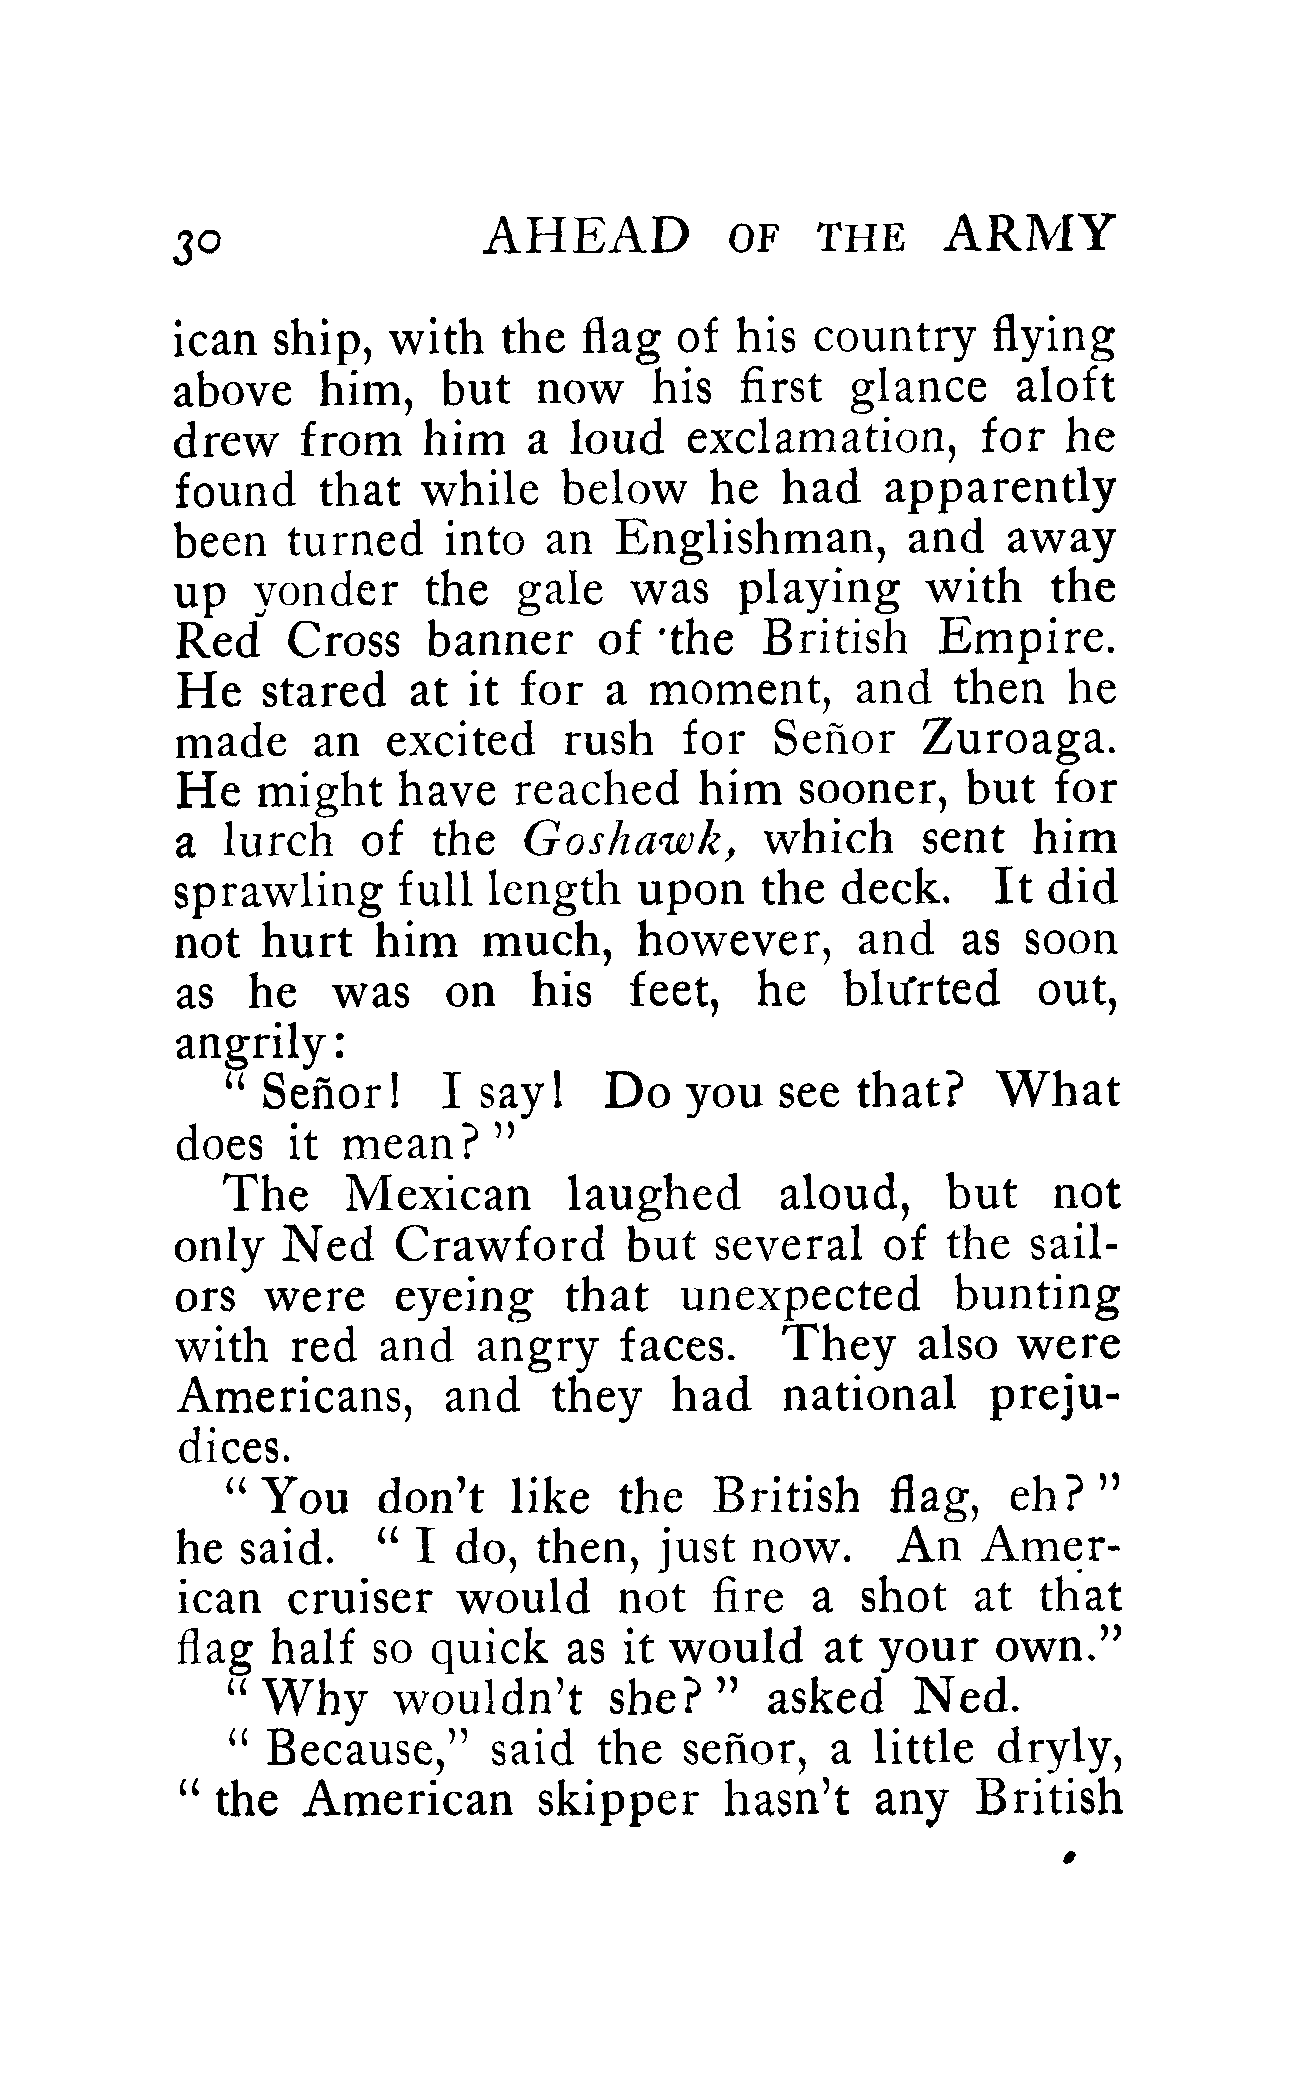 30 AHEAD OF THE ARMY
ican ship, with the flag of his country flying
above him, but now his first glance aloft
drew from him a loud exclamation, for he
found that while below he had apparently
been turned into an Englishman, and away
up yonder the gale was playing with the
Red Cross banner of the British Empire.
He stared at it for a moment, and then he
made an excited rush for Señor Zuroaga.
He might have reached him sooner, but for
a lurch of the Goshawk, which sent him
sprawling full length upon the deck. It did
not hurt him much, however, and as soon
as he was on his feet, he blurted out,
angrily:
“ Señor! I say! Do you see that? What
does it mean? ”
The Mexican laughed aloud, but not
only Ned Crawford but several of the sail-
ors were eyeing that unexpected bunting
with red and angry faces. They also were
Americans, and they had national preju-
dices.
“ You don’t like the British flag, eh? ”
he said. “ I do, then, just now. An Amer-
ican cruiser would not fire a shot at that
flag half so quick as it would at your own.”
“ Why wouldn’t she? ” asked Ned.
“ Because,” said the señor, a little dryly,
“ the American skipper hasn’t any British